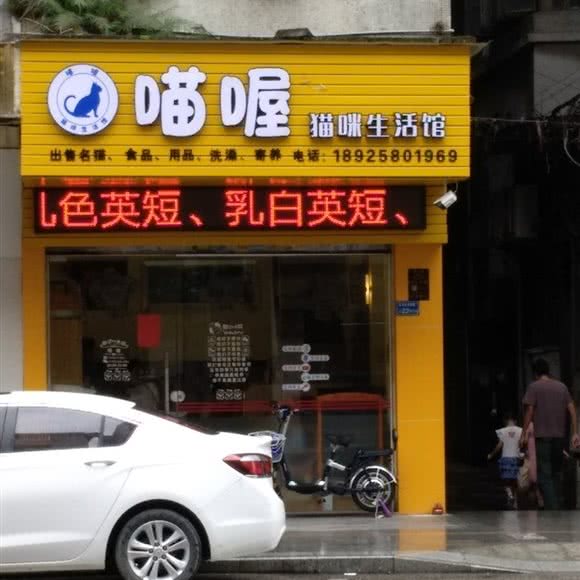 喵喔 猫咪生活馆
出售名猫、食品、用品、洗澡、寄养 电话：18925801969
色英短、乳白英短、